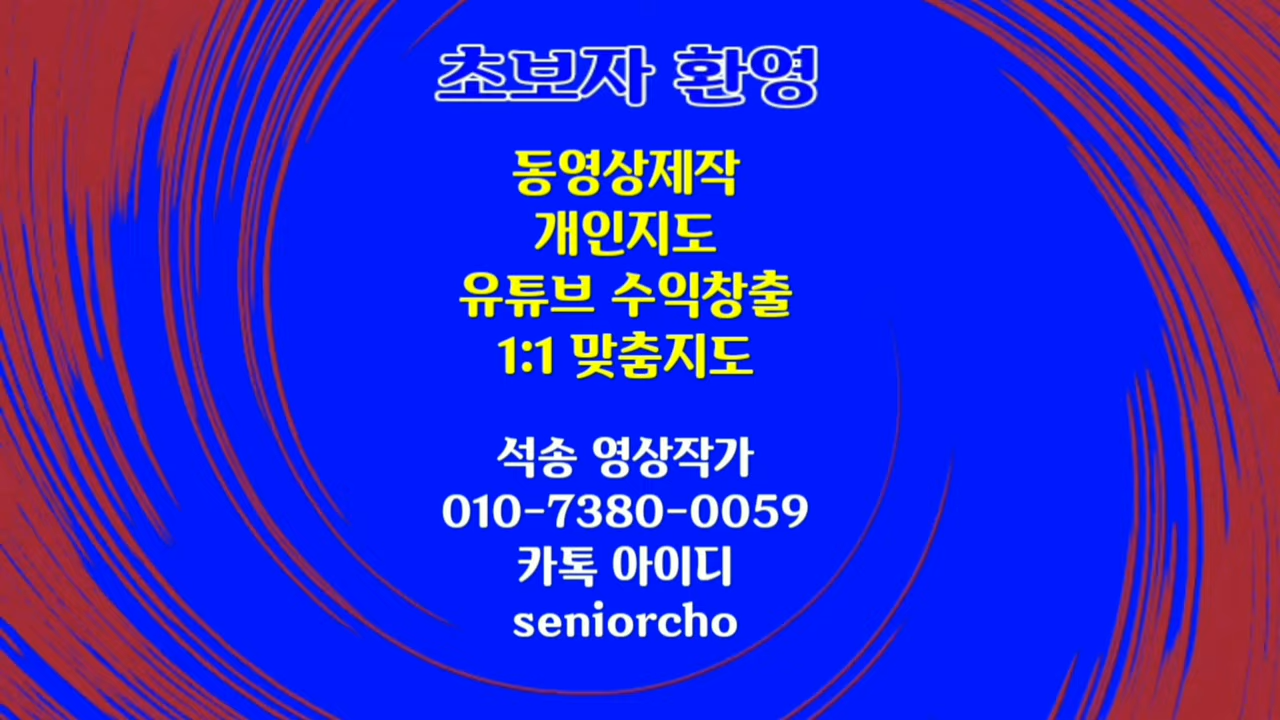 초보자 환영
동영상제작
개인지도
유튜브 수익창출
1:1 맞춤지도
석송 영상작가
010-7380-0059
카톡 아이디
seniorcho